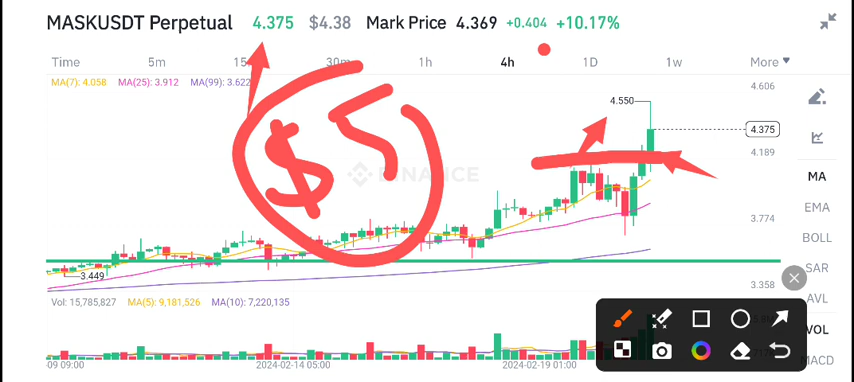 MASKUSDT Perpetual 4.375 $4.38 Mark Price 4.369 +0.404 +10.17%
Time 5m 15 30m 1h 4h 1D 1w More
MA(7): 4.058 MA(25): 3.912 MA(99): 3.622
4.606
4.550
4.375
4.189
$5
BINANCE
MA
EMA
3.774
BOLL
SAR
3.449
3.358
AVL
Vol: 15,785,827 MA(5): 9,181,526 MA(10): 7,220,135
VOL
MACD
09 09:00 2024-02-14 05:00 2024-02-19 01:00